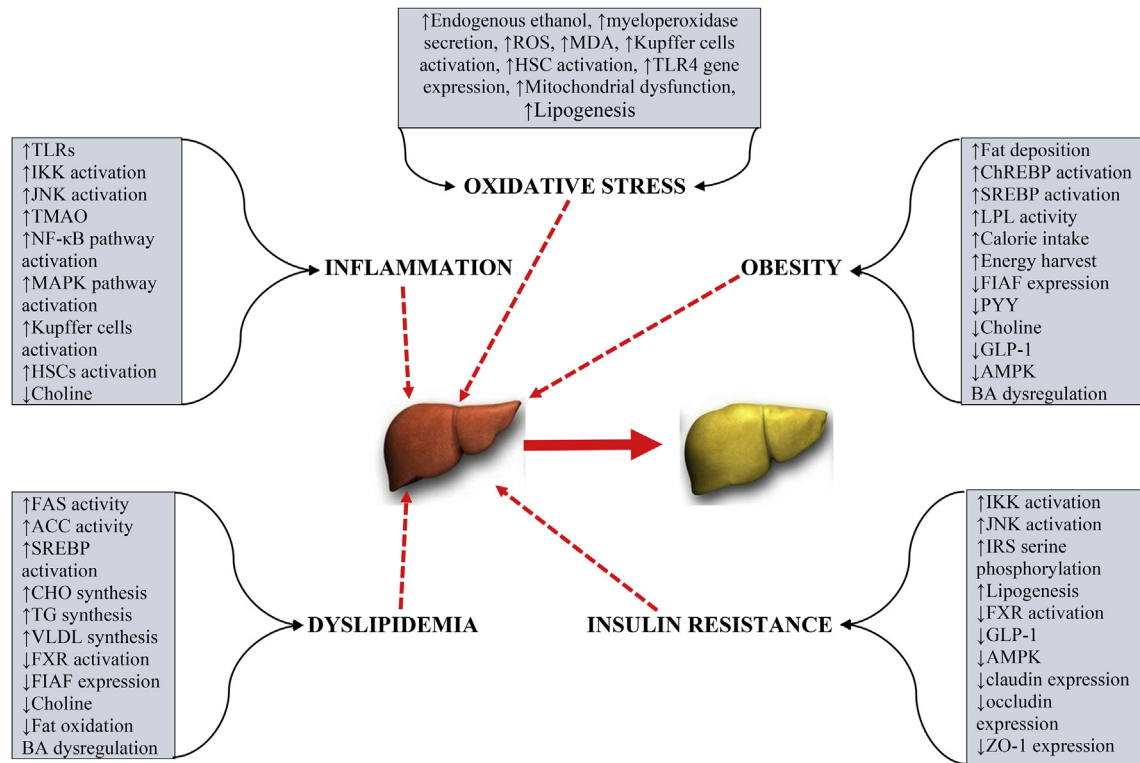 ↑Endogenous ethanol, ↑myeloperoxidase
secretion, ↑ROS, ↑MDA, ↑Kupffer cells
activation, ↑HSC activation, ↑TLR4 gene
expression, ↑Mitochondrial dysfunction,
↑Lipogenesis
OXIDATIVE STRESS
↑TLRs
↑IKK activation
↑JNK activation
↑TMAO
↑NF-κB pathway
activation
↑MAPK pathway
activation
↑Kupffer cells
activation
↑HSCs activation
↓Choline
INFLAMMATION
OBESITY
↑Fat deposition
↑ChREBP activation
↑SREBP activation
↑LPL activity
↑Calorie intake
↑Energy harvest
↓FIAF expression
↓PYY
↓Choline
↓GLP-1
↓AMPK
BA dysregulation
↑FAS activity
↑ACC activity
↑SREBP
activation
↑CHO synthesis
↑TG synthesis
↑VLDL synthesis
↓FXR activation
↓FIAF expression
↓Choline
↓Fat oxidation
BA dysregulation
DYSLIPIDEMIA
INSULIN RESISTANCE
↑IKK activation
↑JNK activation
↑IRS serine
phosphorylation
↑Lipogenesis
↓FXR activation
↓GLP-1
↓AMPK
↓claudin expression
↓occludin
expression
↓ZO-1 expression